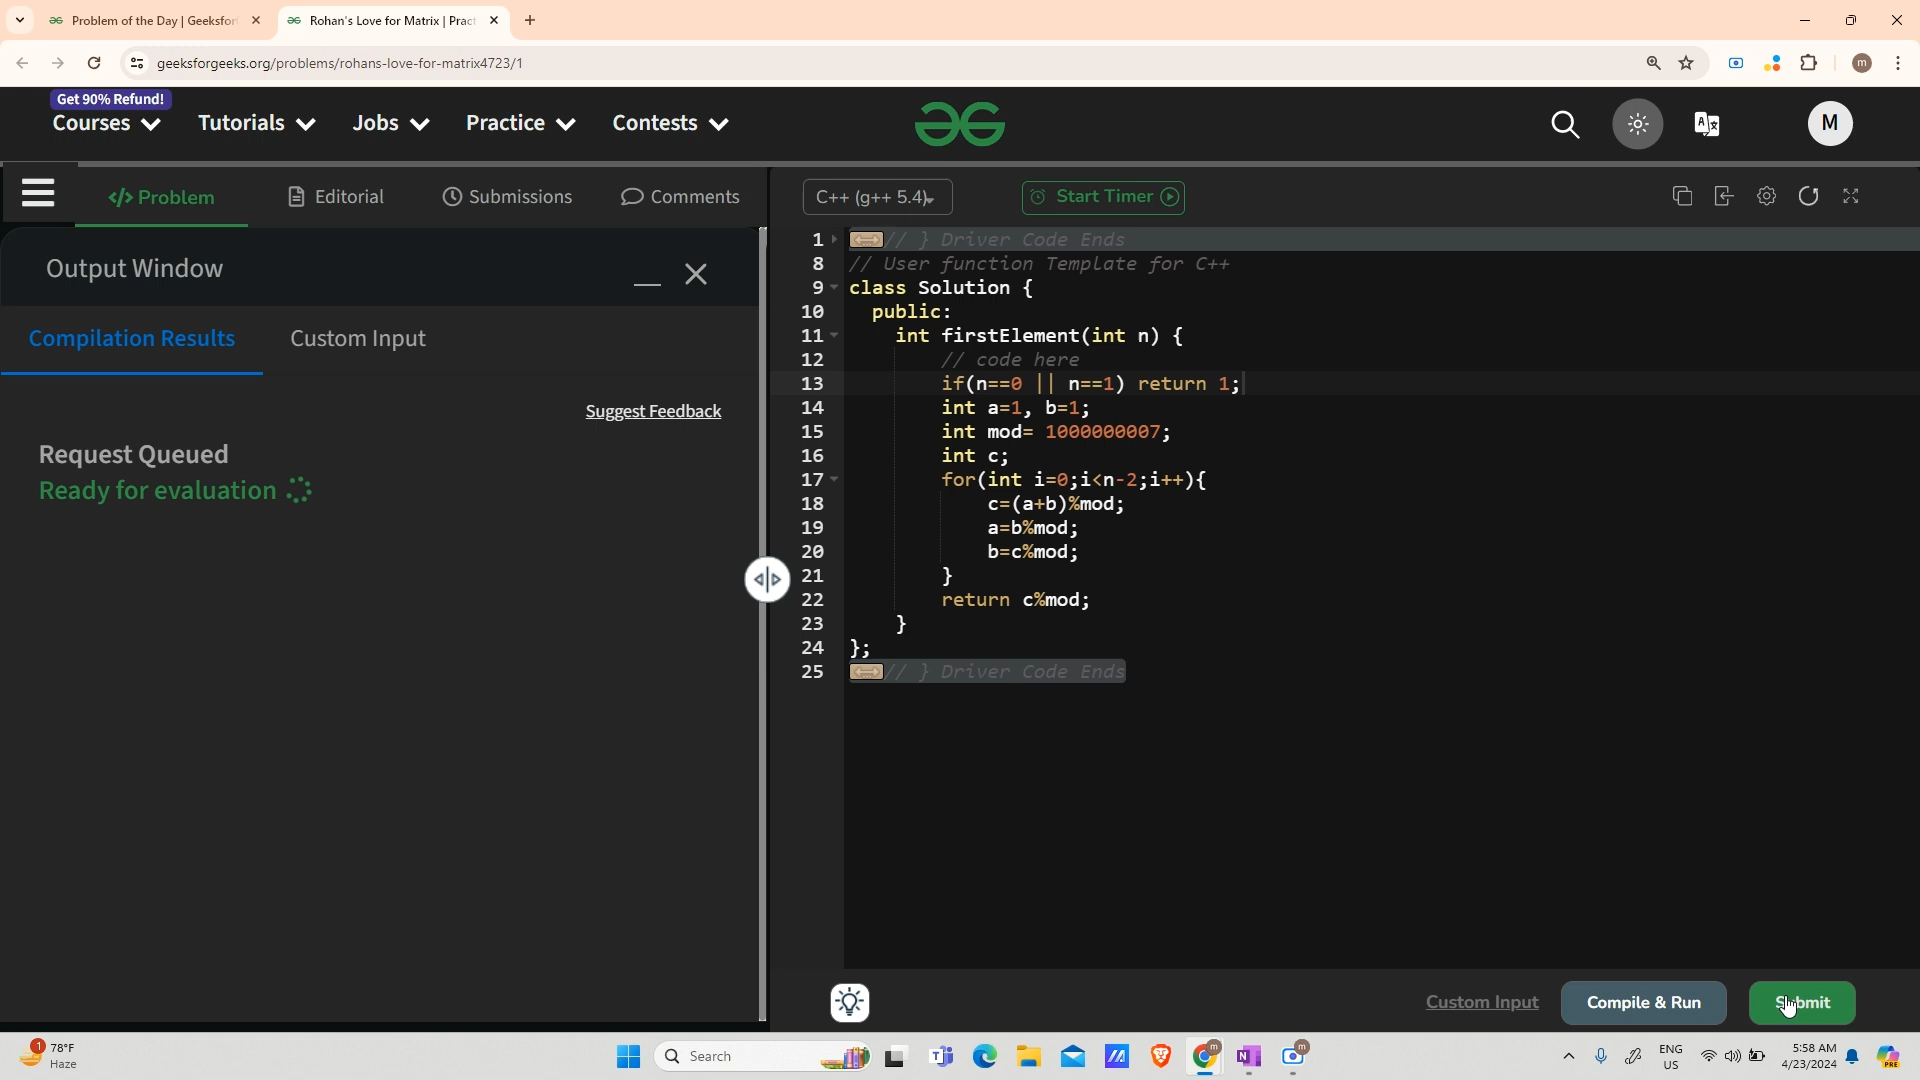 Problem of the Day | Geeksfor
Rohan's Love for Matrix | Pract
geeksforgeeks.org/problems/rohans-love-for-matrix4723/1
m
Get 90% Refund!
Courses
Tutorials
Jobs
Practice
Contests
M
</> Problem
Editorial
Submissions
Comments
C++ (g++ 5.4)
Start Timer
Output Window
Compilation Results
Custom Input
Suggest Feedback
Request Queued
Ready for evaluation
1 // } Driver Code Ends
8 // User function Template for C++
9 class Solution {
10 public:
11 int firstElement(int n) {
12 // code here
13 if(n==0 || n==1) return 1;
14 int a=1, b=1;
15 int mod= 1000000007;
16 int c;
17 for(int i=0;i<n-2;i++){
18 c=(a+b)%mod;
19 a=b%mod;
20 b=c%mod;
21 }
22 return c%mod;
23 }
24 };
25 // } Driver Code Ends
Custom Input
Compile & Run
Submit
1
78°F
Haze
Search
m
m
ENG
US
5:58 AM
4/23/2024
PRE